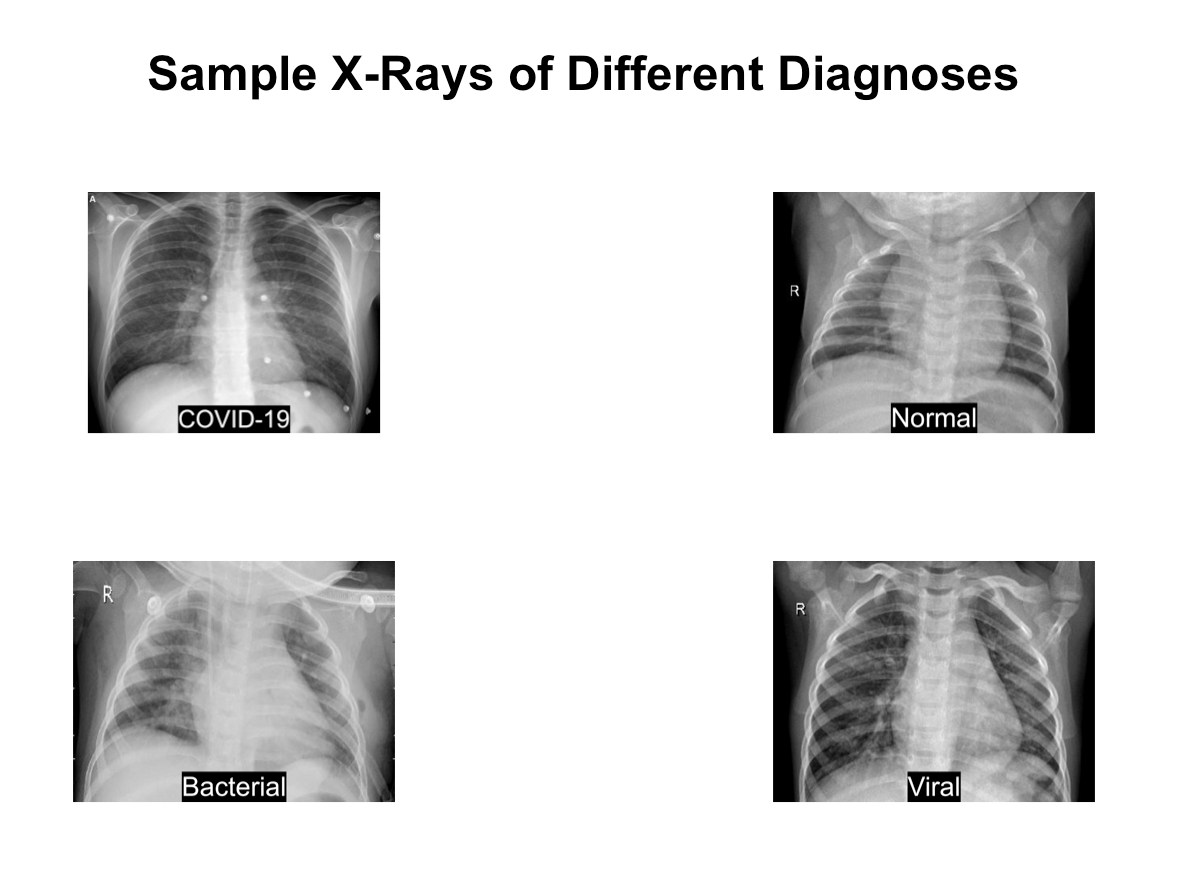 Sample X-Rays of Different Diagnoses
A
COVID-19
R
Normal
R
Bacterial
R
Viral